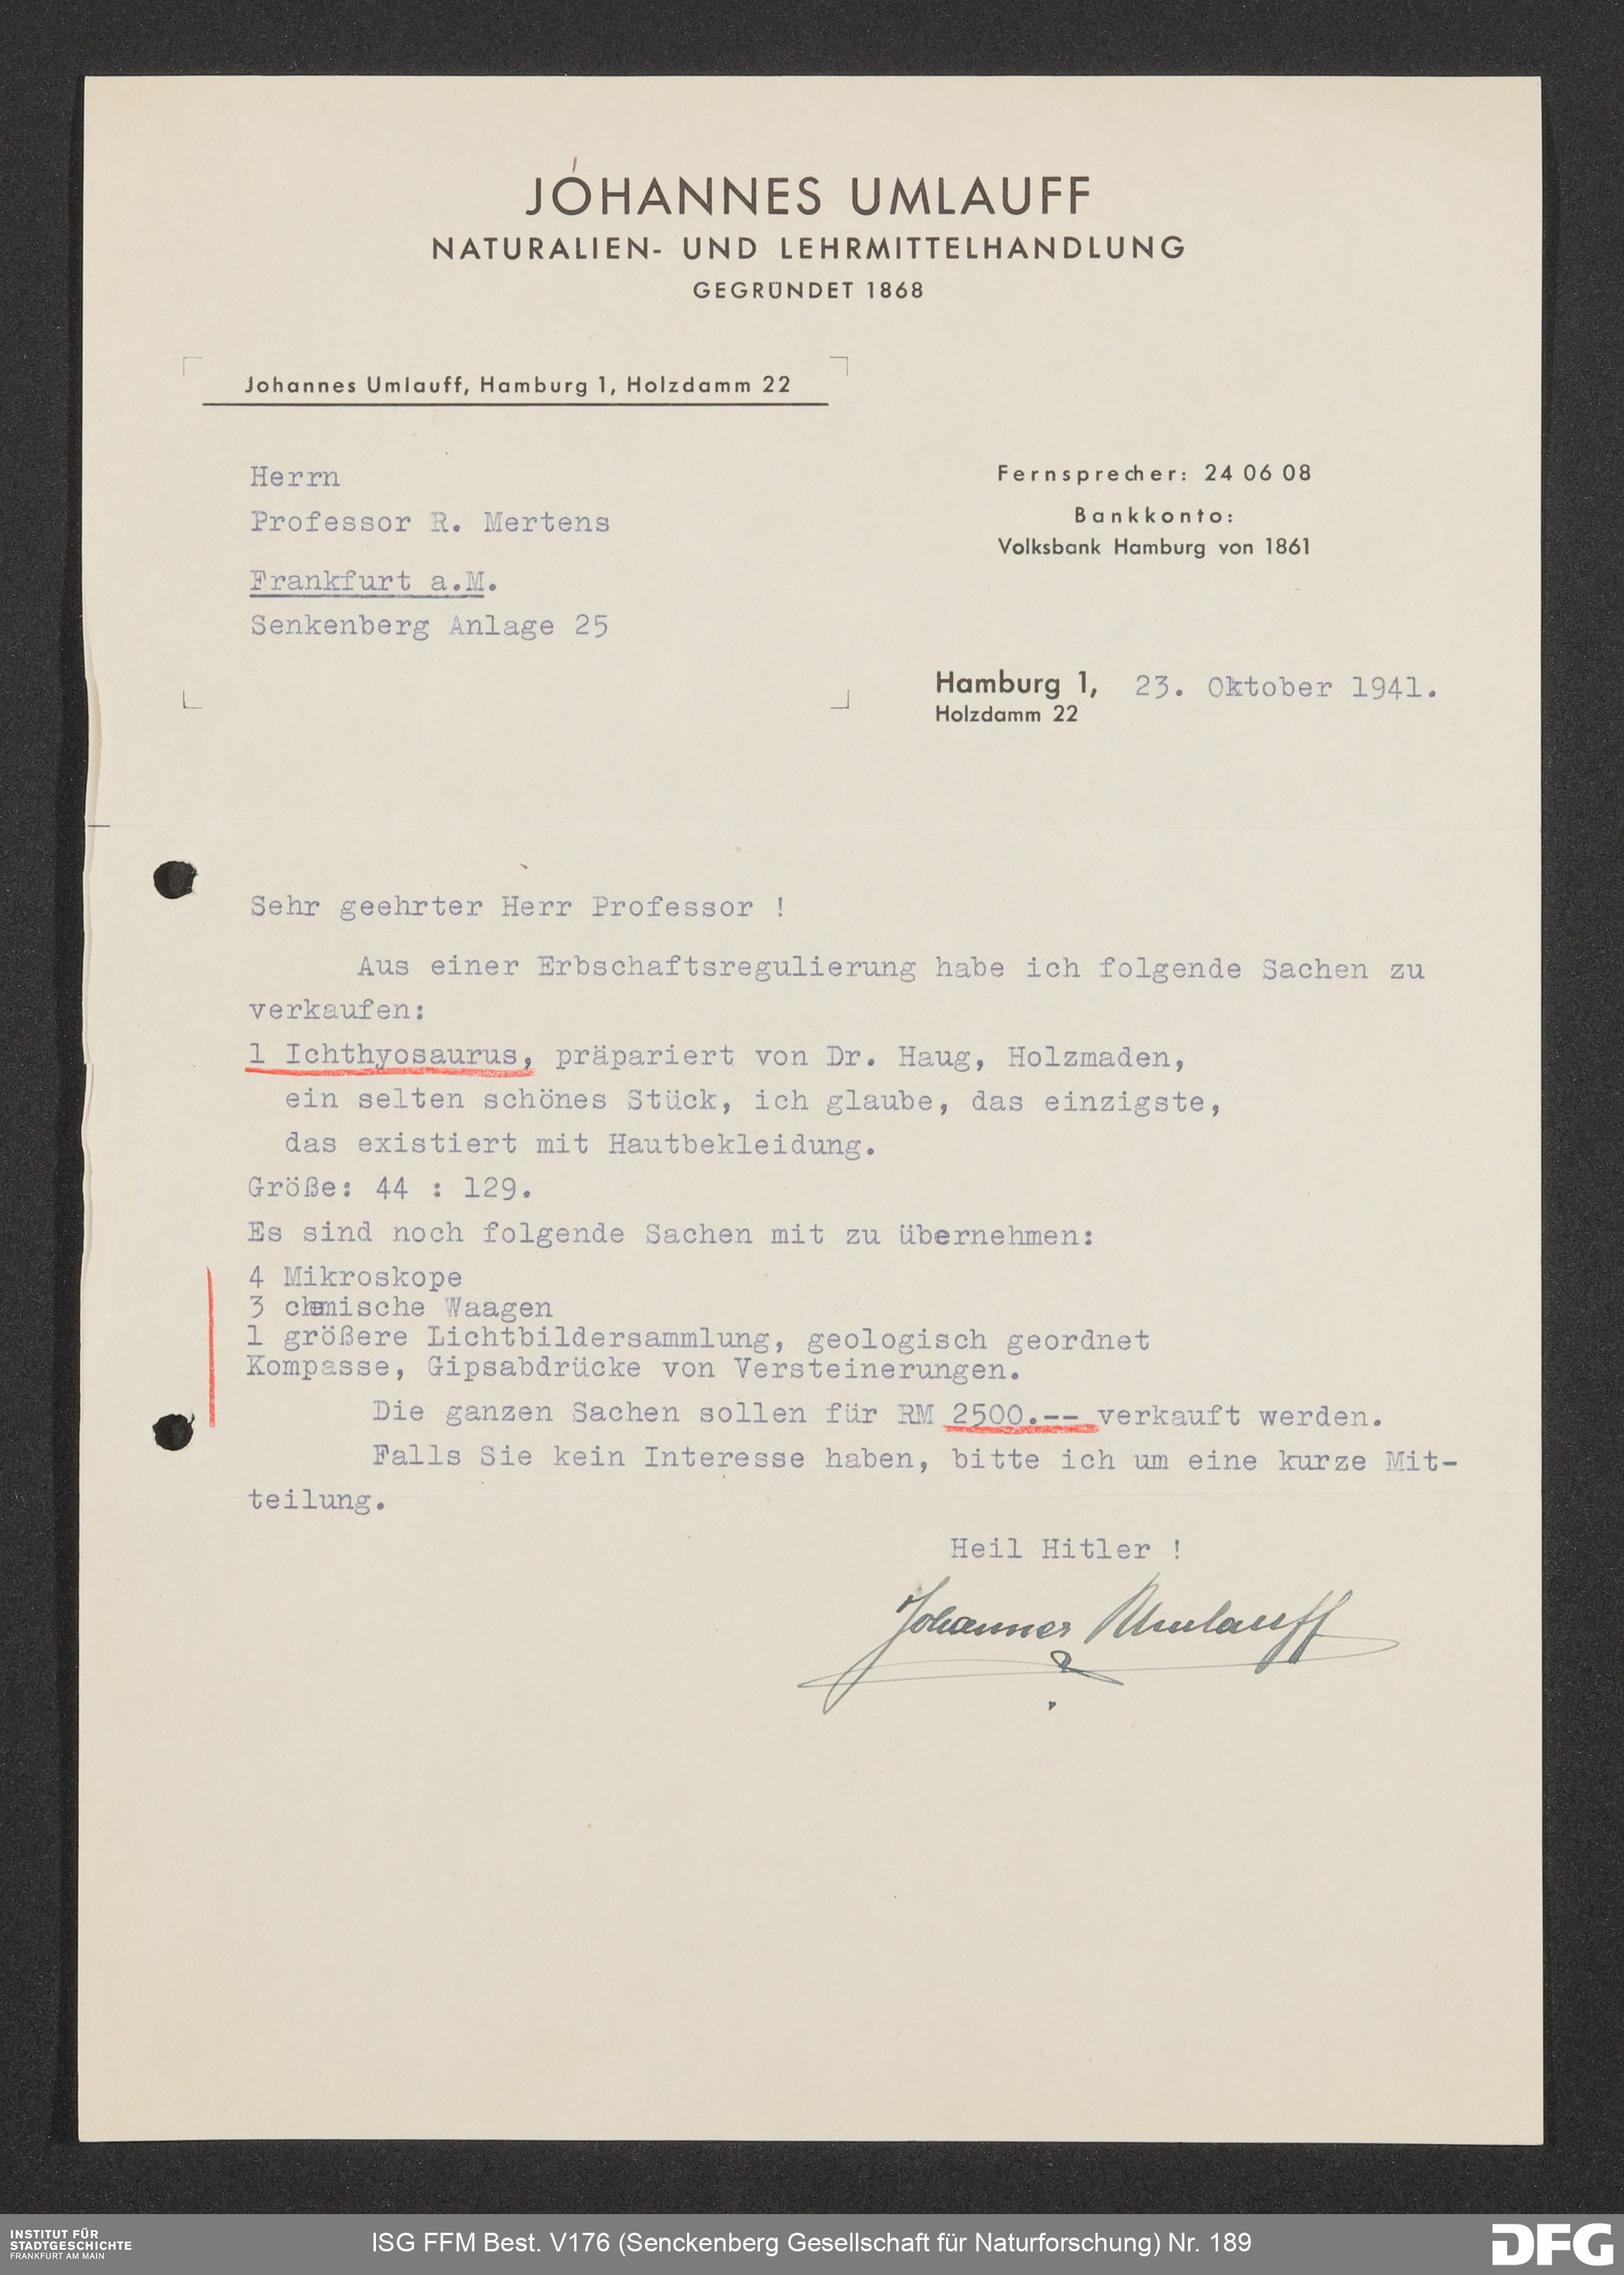 JOHANNES UMLAUFF
NATURALIEN- UND LEHRMITTELHANDLUNG
GEGRÜNDET 1868
Johannes Umlauff, Hamburg 1, Holzdamm 22
Herrn
Professor R. Mertens
Frankfurt a.M.
Senkenberg Anlage 25
Fernsprecher: 24 06 08
Bankkonto:
Volksbank Hamburg von 1861
Hamburg 1, 23. Oktober 1941.
Holzdamm 22
Sehr geehrter Herr Professor !
Aus einer Erbschaftsregulierung habe ich folgende Sachen zu
verkaufen:
1 Ichthyosaurus, präpariert von Dr. Haug, Holzmaden,
ein selten schönes Stück, ich glaube, das einzigste,
das existiert mit Hautbekleidung.
Größe: 44 : 129.
Es sind noch folgende Sachen mit zu übernehmen:
4 Mikroskope
3 chemische Waagen
1 größere Lichtbildersammlung, geologisch geordnet
Kompasse, Gipsabdrücke von Versteinerungen.
Die ganzen Sachen sollen für RM 2500.-- verkauft werden.
Falls Sie kein Interesse haben, bitte ich um eine kurze Mit-
teilung.
Heil Hitler !
Johannes Umlauff
INSTITUT FÜR
STADTGESCHICHTE
FRANKFURT AM MAIN
ISG FFM Best. V176 (Senckenberg Gesellschaft für Naturforschung) Nr. 189
DFG